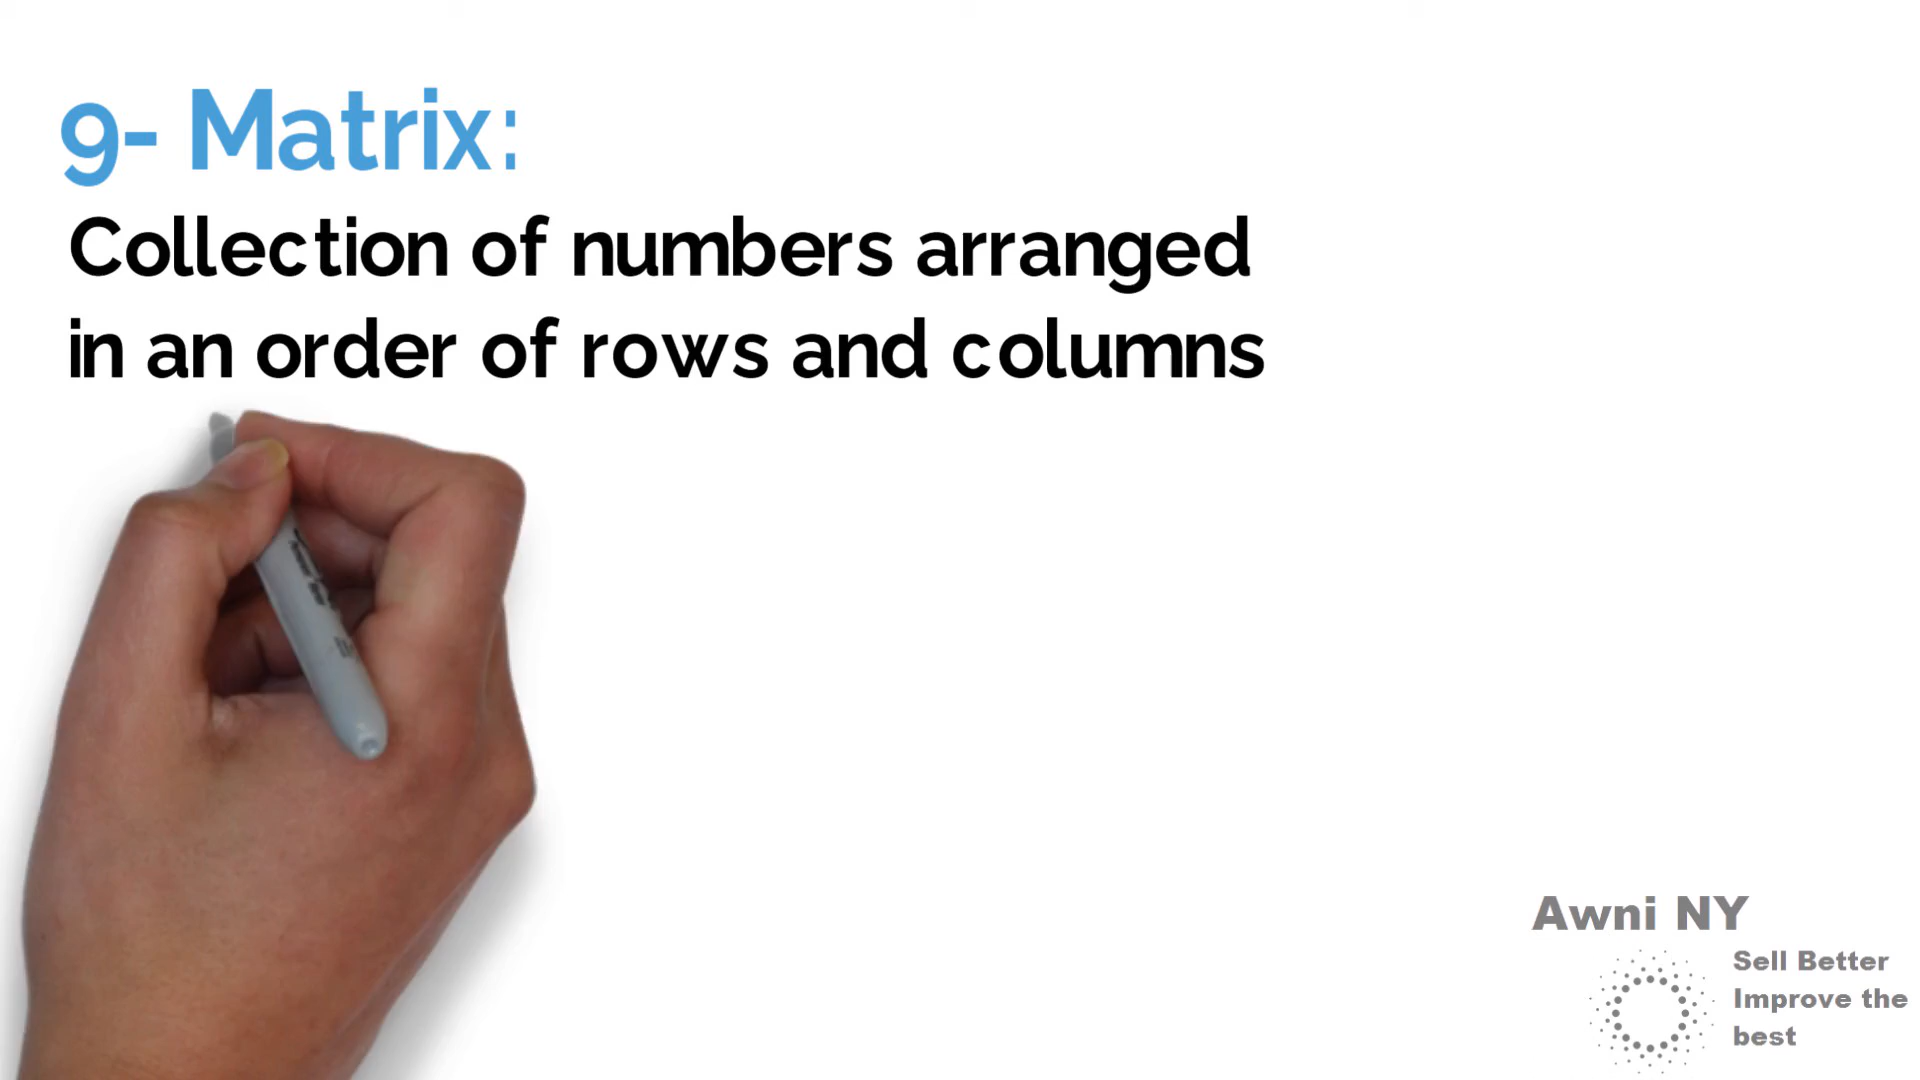 9- Matrix:
Collection of numbers arranged
in an order of rows and columns
Awni NY
Sell Better
Improve the
best